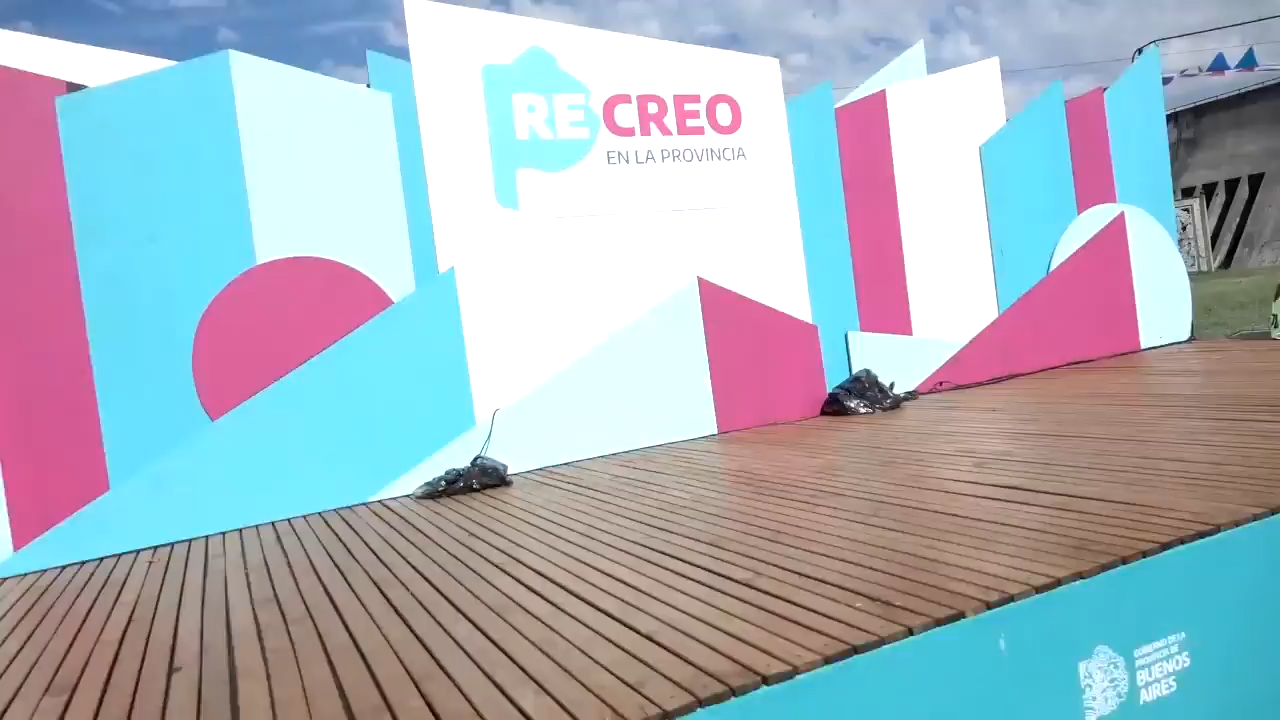 RECREO
EN LA PROVINCIA
GOBIERNO DE LA
PROVINCIA DE
BUENOS
AIRES